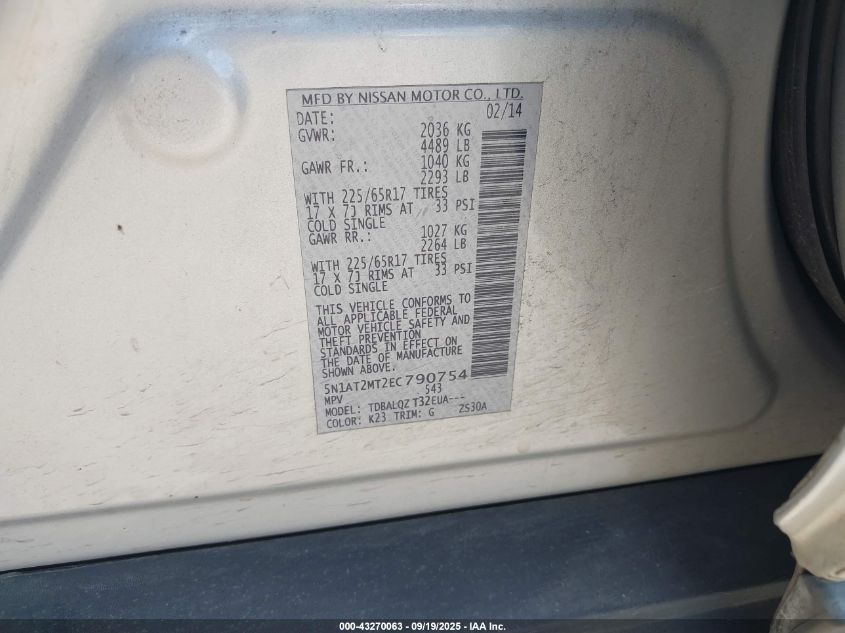 MFD BY NISSAN MOTOR CO., LTD.
DATE: 02/14
GVWR: 2036 KG
4489 LB
GAWR FR.: 1040 KG
2293 LB
WITH 225/65R17 TIRES
17 X 7J RIMS AT 33 PSI
COLD SINGLE
GAWR RR.: 1027 KG
2264 LB
WITH 225/65R17 TIRES
17 X 7J RIMS AT 33 PSI
COLD SINGLE
THIS VEHICLE CONFORMS TO
ALL APPLICABLE FEDERAL
MOTOR VEHICLE SAFETY AND
THEFT PREVENTION
STANDARDS IN EFFECT ON
THE DATE OF MANUFACTURE
SHOWN ABOVE.
5N1AT2MT2EC790754
MPV 543
MODEL: TDBALQZ T32EUA---
COLOR: K23 TRIM: G ZS30A
000-43270063 - 09/19/2025 - IAA Inc.